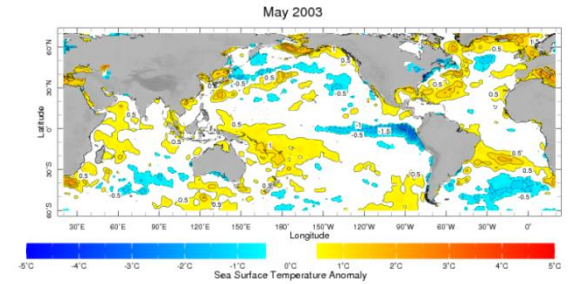 May 2003
60°N
30°N
0°
30°S
60°S
Latitude
30°E 60°E 90°E 120°E 150°E 180° 150°W 120°W 90°W 60°W 30°W 0°
Longitude
-5°C -4°C -3°C -2°C -1°C 0°C 1°C 2°C 3°C 4°C 5°C
Sea Surface Temperature Anomaly